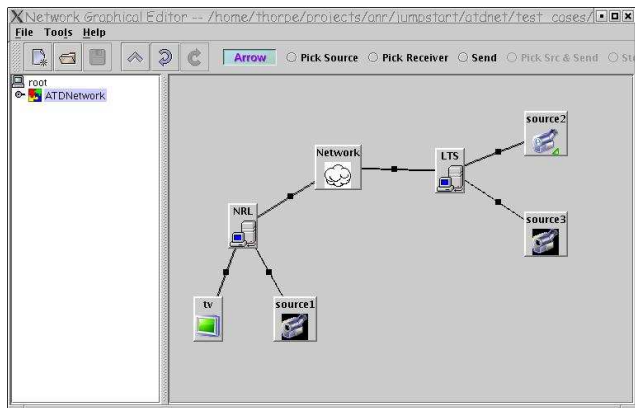 Network Graphical Editor -- /home/thorpe/projects/anr/jumpstart/atdnet/test_cases/
File Tools Help
Arrow Pick Source Pick Receiver Send Pick Src & Send
root
ATDNetwork
source2
Network
LTS
NRL
source3
tv
source1